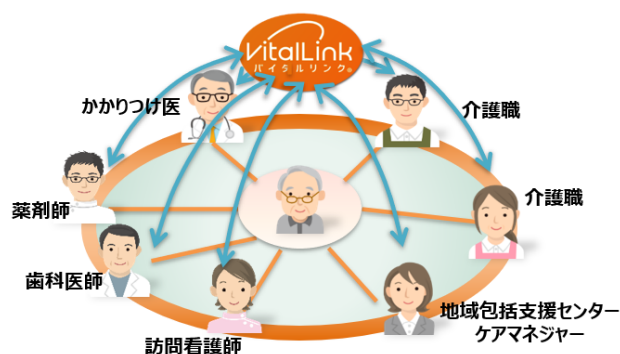 VitalLink
バイタルリンク®
かかりつけ医
介護職
薬剤師
介護職
歯科医師
訪問看護師
地域包括支援センター
ケアマネジャー